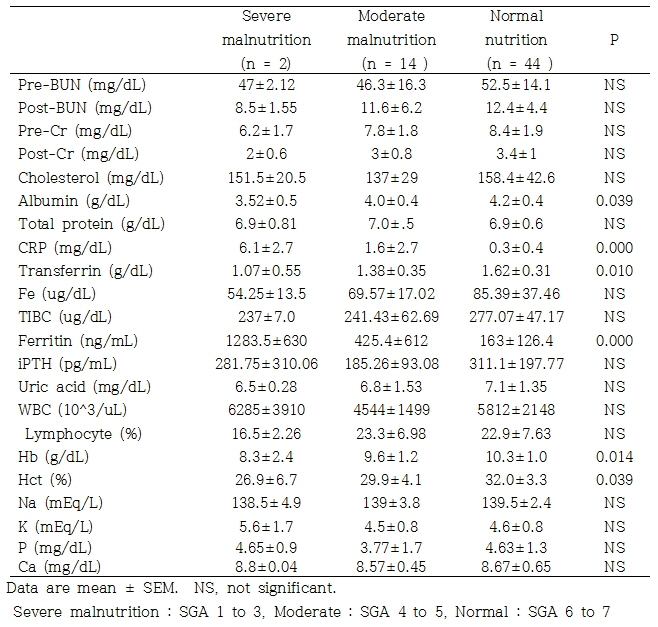 Severe malnutrition (n = 2) Moderate malnutrition (n = 14 ) Normal nutrition (n = 44 ) P
Pre-BUN (mg/dL) 47±2.12 46.3±16.3 52.5±14.1 NS
Post-BUN (mg/dL) 8.5±1.55 11.6±6.2 12.4±4.4 NS
Pre-Cr (mg/dL) 6.2±1.7 7.8±1.8 8.4±1.9 NS
Post-Cr (mg/dL) 2±0.6 3±0.8 3.4±1 NS
Cholesterol (mg/dL) 151.5±20.5 137±29 158.4±42.6 NS
Albumin (g/dL) 3.52±0.5 4.0±0.4 4.2±0.4 0.039
Total protein (g/dL) 6.9±0.81 7.0±.5 6.9±0.6 NS
CRP (mg/dL) 6.1±2.7 1.6±2.7 0.3±0.4 0.000
Transferrin (g/dL) 1.07±0.55 1.38±0.35 1.62±0.31 0.010
Fe (ug/dL) 54.25±13.5 69.57±17.02 85.39±37.46 NS
TIBC (ug/dL) 237±7.0 241.43±62.69 277.07±47.17 NS
Ferritin (ng/mL) 1283.5±630 425.4±612 163±126.4 0.000
iPTH (pg/mL) 281.75±310.06 185.26±93.08 311.1±197.77 NS
Uric acid (mg/dL) 6.5±0.28 6.8±1.53 7.1±1.35 NS
WBC (10^3/uL) 6285±3910 4544±1499 5812±2148 NS
Lymphocyte (%) 16.5±2.26 23.3±6.98 22.9±7.63 NS
Hb (g/dL) 8.3±2.4 9.6±1.2 10.3±1.0 0.014
Hct (%) 26.9±6.7 29.9±4.1 32.0±3.3 0.039
Na (mEq/L) 138.5±4.9 139±3.8 139.5±2.4 NS
K (mEq/L) 5.6±1.7 4.5±0.8 4.6±0.8 NS
P (mg/dL) 4.65±0.9 3.77±1.7 4.63±1.3 NS
Ca (mg/dL) 8.8±0.04 8.57±0.45 8.67±0.65 NS
Data are mean ± SEM. NS, not significant.
Severe malnutrition : SGA 1 to 3, Moderate : SGA 4 to 5, Normal : SGA 6 to 7